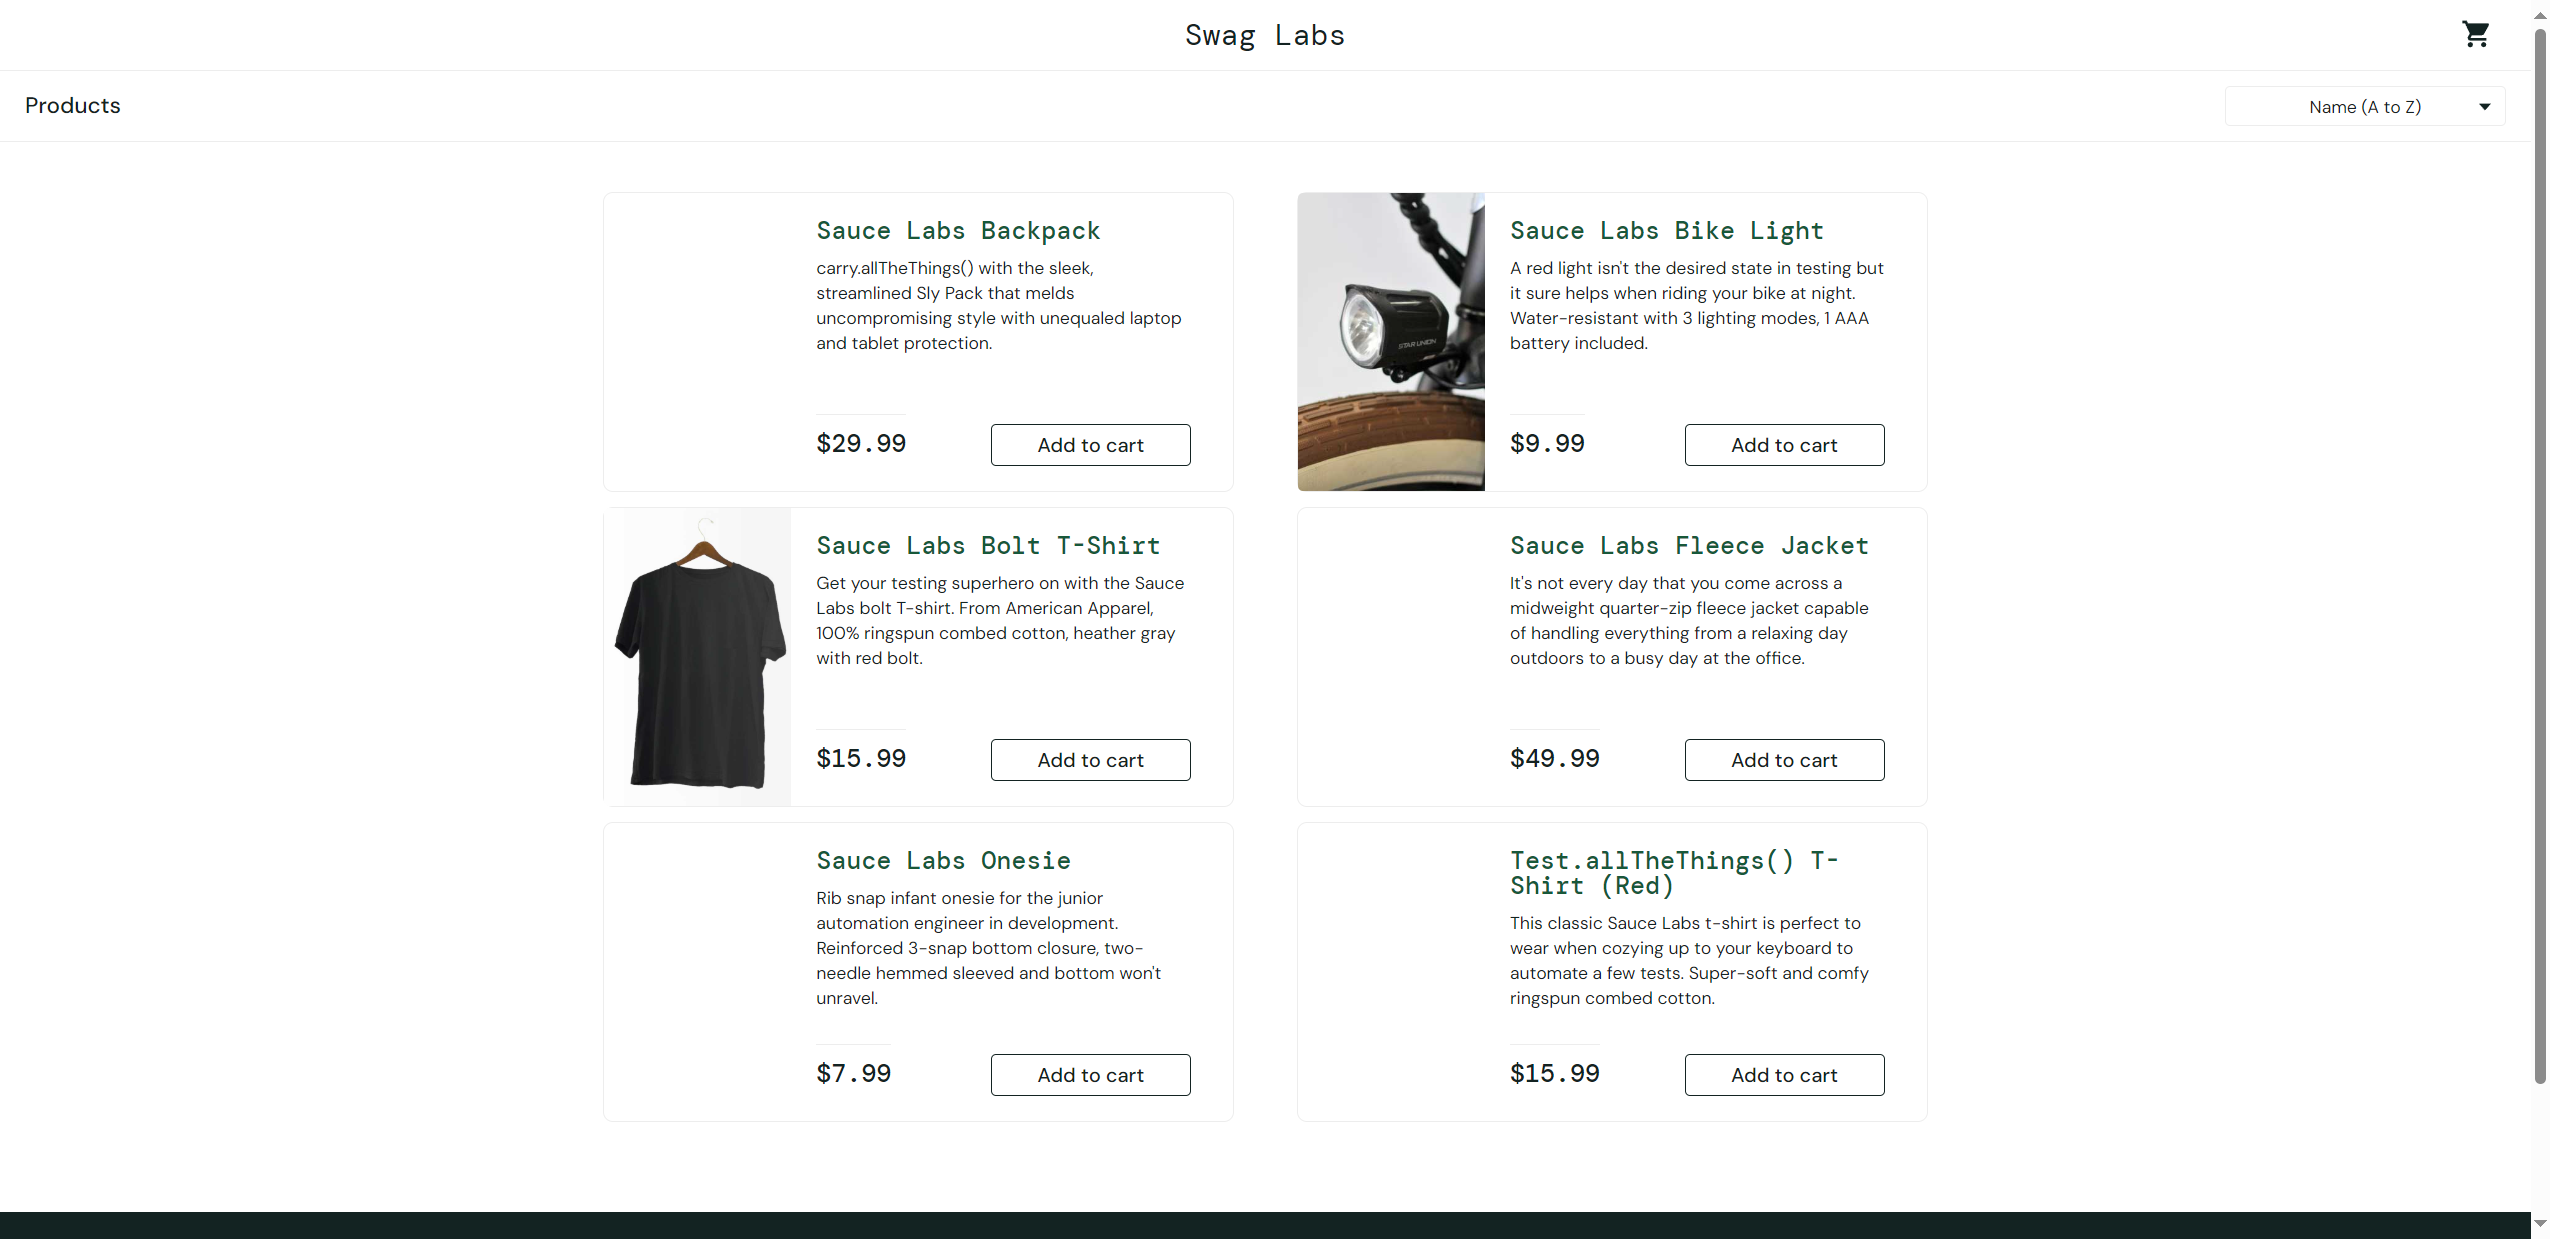 Swag Labs
Products
Name (A to Z)
Sauce Labs Backpack
carry.allTheThings() with the sleek,
streamlined Sly Pack that melds
uncompromising style with unequaled laptop
and tablet protection.
$29.99
Add to cart
STAR UNION
Sauce Labs Bike Light
A red light isn't the desired state in testing but
it sure helps when riding your bike at night.
Water-resistant with 3 lighting modes, 1 AAA
battery included.
$9.99
Add to cart
Sauce Labs Bolt T-Shirt
Get your testing superhero on with the Sauce
Labs bolt T-shirt. From American Apparel,
100% ringspun combed cotton, heather gray
with red bolt.
$15.99
Add to cart
Sauce Labs Fleece Jacket
It's not every day that you come across a
midweight quarter-zip fleece jacket capable
of handling everything from a relaxing day
outdoors to a busy day at the office.
$49.99
Add to cart
Sauce Labs Onesie
Rib snap infant onesie for the junior
automation engineer in development.
Reinforced 3-snap bottom closure, two-
needle hemmed sleeved and bottom won't
unravel.
$7.99
Add to cart
Test.allTheThings() T-
Shirt (Red)
This classic Sauce Labs t-shirt is perfect to
wear when cozying up to your keyboard to
automate a few tests. Super-soft and comfy
ringspun combed cotton.
$15.99
Add to cart